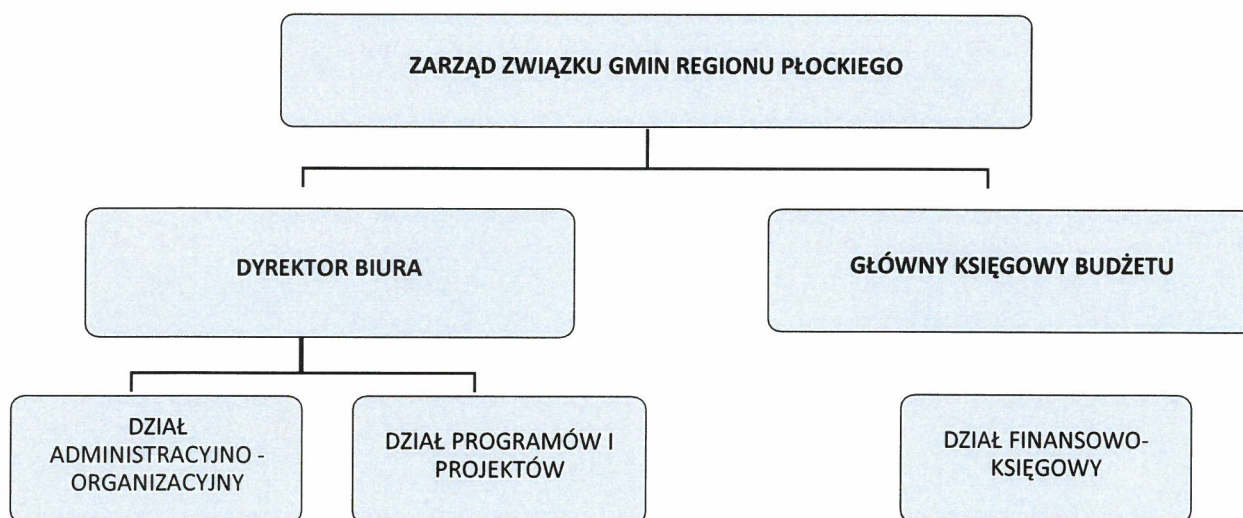 ZARZĄD ZWIĄZKU GMIN REGIONU PŁOCKIEGO
DYREKTOR BIURA
GŁÓWNY KSIĘGOWY BUDŻETU
DZIAŁ
ADMINISTRACYJNO -
ORGANIZACYJNY
DZIAŁ PROGRAMÓW I
PROJEKTÓW
DZIAŁ FINANSOWO-
KSIĘGOWY